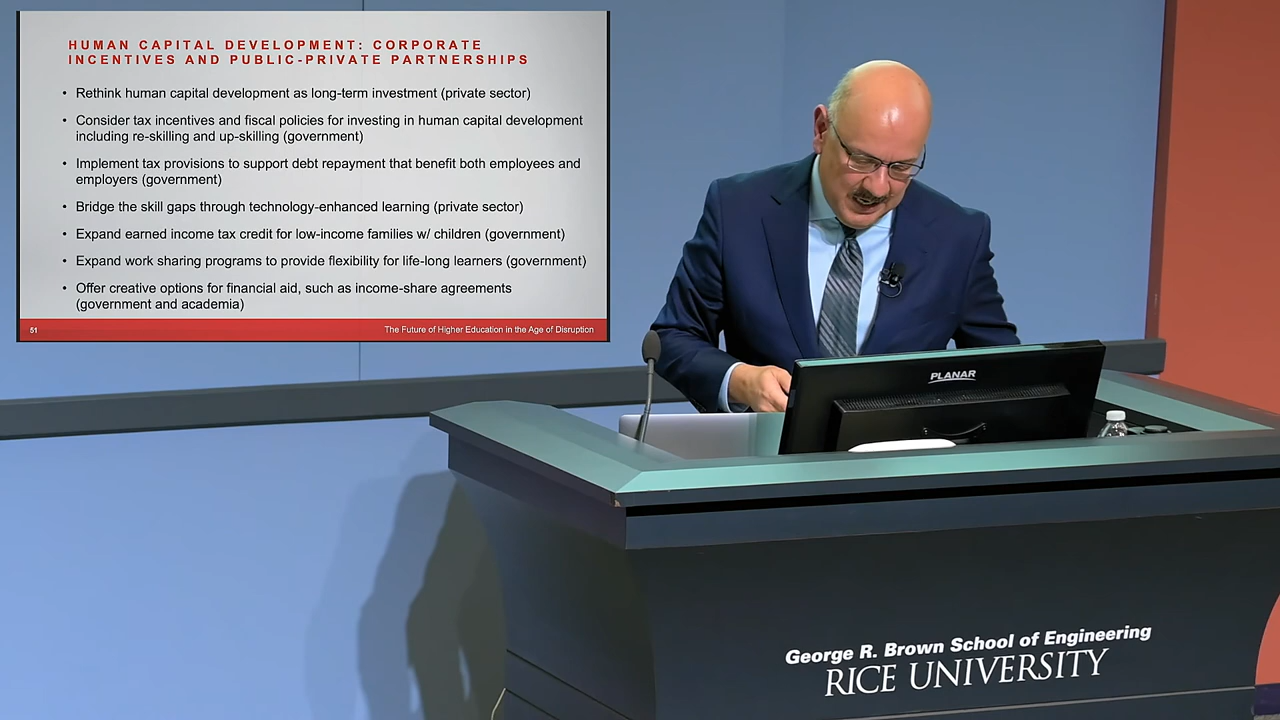 HUMAN CAPITAL DEVELOPMENT: CORPORATE
INCENTIVES AND PUBLIC-PRIVATE PARTNERSHIPS
• Rethink human capital development as long-term investment (private sector)
• Consider tax incentives and fiscal policies for investing in human capital development
including re-skilling and up-skilling (government)
• Implement tax provisions to support debt repayment that benefit both employees and
employers (government)
• Bridge the skill gaps through technology-enhanced learning (private sector)
• Expand earned income tax credit for low-income families w/ children (government)
• Expand work sharing programs to provide flexibility for life-long learners (government)
• Offer creative options for financial aid, such as income-share agreements
(government and academia)
51
The Future of Higher Education in the Age of Disruption
PLANAR
George R. Brown School of Engineering
RICE UNIVERSITY